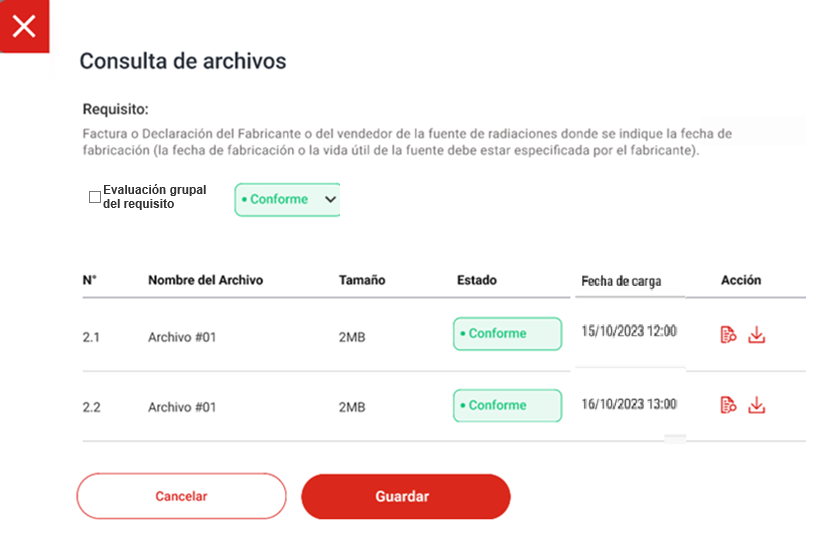 Consulta de archivos
Requisito:
Factura o Declaración del Fabricante o del vendedor de la fuente de radiaciones donde se indique la fecha de
fabricación (la fecha de fabricación o la vida útil de la fuente debe estar especificada por el fabricante).
Evaluación grupal
del requisito
• Conforme
N° Nombre del Archivo Tamaño Estado Fecha de carga Acción
2.1 Archivo #01 2MB • Conforme 15/10/2023 12:00
2.2 Archivo #01 2MB • Conforme 16/10/2023 13:00
Cancelar Guardar